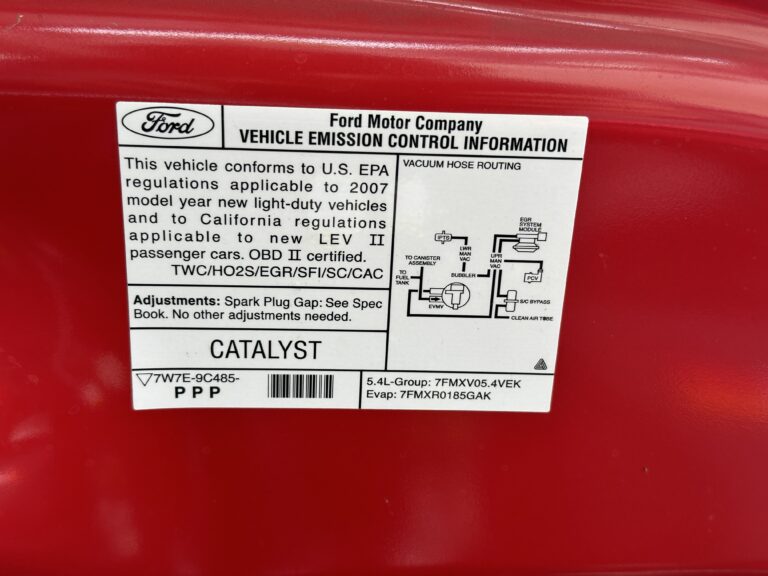 Ford
Ford Motor Company
VEHICLE EMISSION CONTROL INFORMATION
This vehicle conforms to U.S. EPA
regulations applicable to 2007
model year new light-duty vehicles
and to California regulations
applicable to new LEV II
passenger cars. OBD II certified.
TWC/HO2S/EGR/SFI/SC/CAC
Adjustments: Spark Plug Gap: See Spec
Book. No other adjustments needed.
CATALYST
7W7E-9C485-
PPP
VACUUM HOSE ROUTING
EGR
SYSTEM
MODULE
IPTS
LWR
MAN
VAC
UPR
MAN
VAC
TO CANISTER
ASSEMBLY
TO
FUEL
TANK
BUBBLER
PCV
EVMV
S/C BYPASS
CLEAN AIR TUBE
5.4L-Group: 7FMXV05.4VEK
Evap: 7FMXR0185GAK